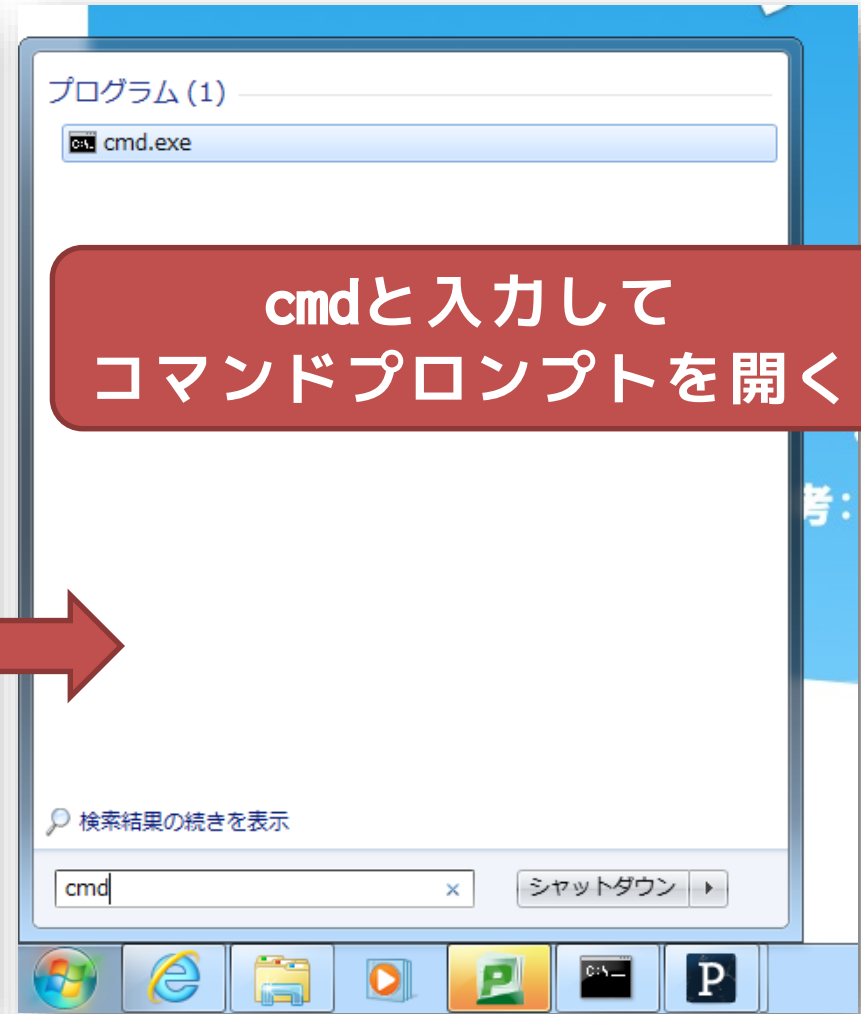 プログラム (1)
cmd.exe
cmdと入力して
コマンドプロンプトを開く
考：
検索結果の続きを表示
cmd
シャットダウン